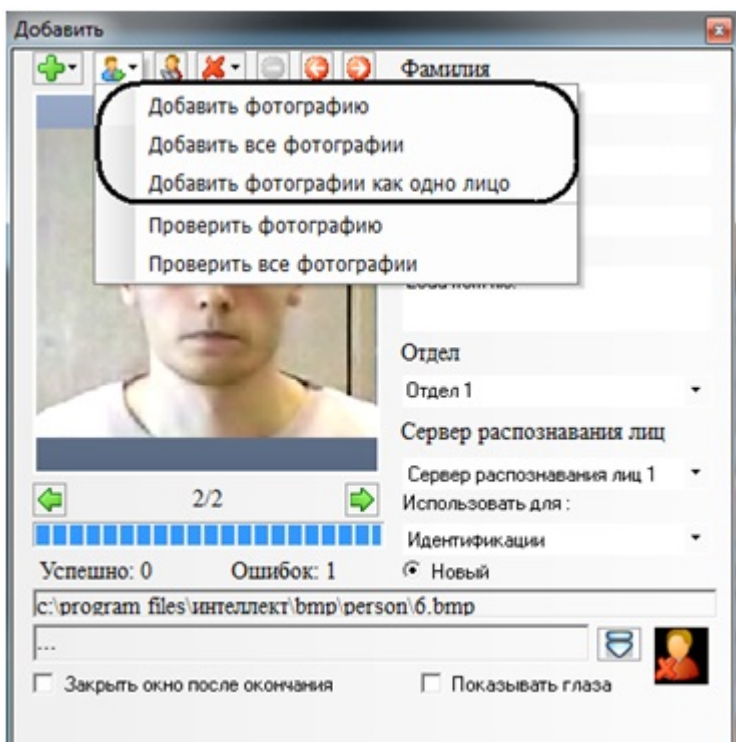 Добавить
Фамилия
Добавить фотографию
Добавить все фотографии
Добавить фотографии как одно лицо
Проверить фотографию
Проверить все фотографии
Отдел
Отдел 1
Сервер распознавания лиц
Сервер распознавания лиц 1
2/2
Использовать для :
Идентификации
Успешно: 0 Ошибок: 1 Новый
c:\program files\интеллект\bmp\person\6.bmp
...
Закрыть окно после окончания Показывать глаза